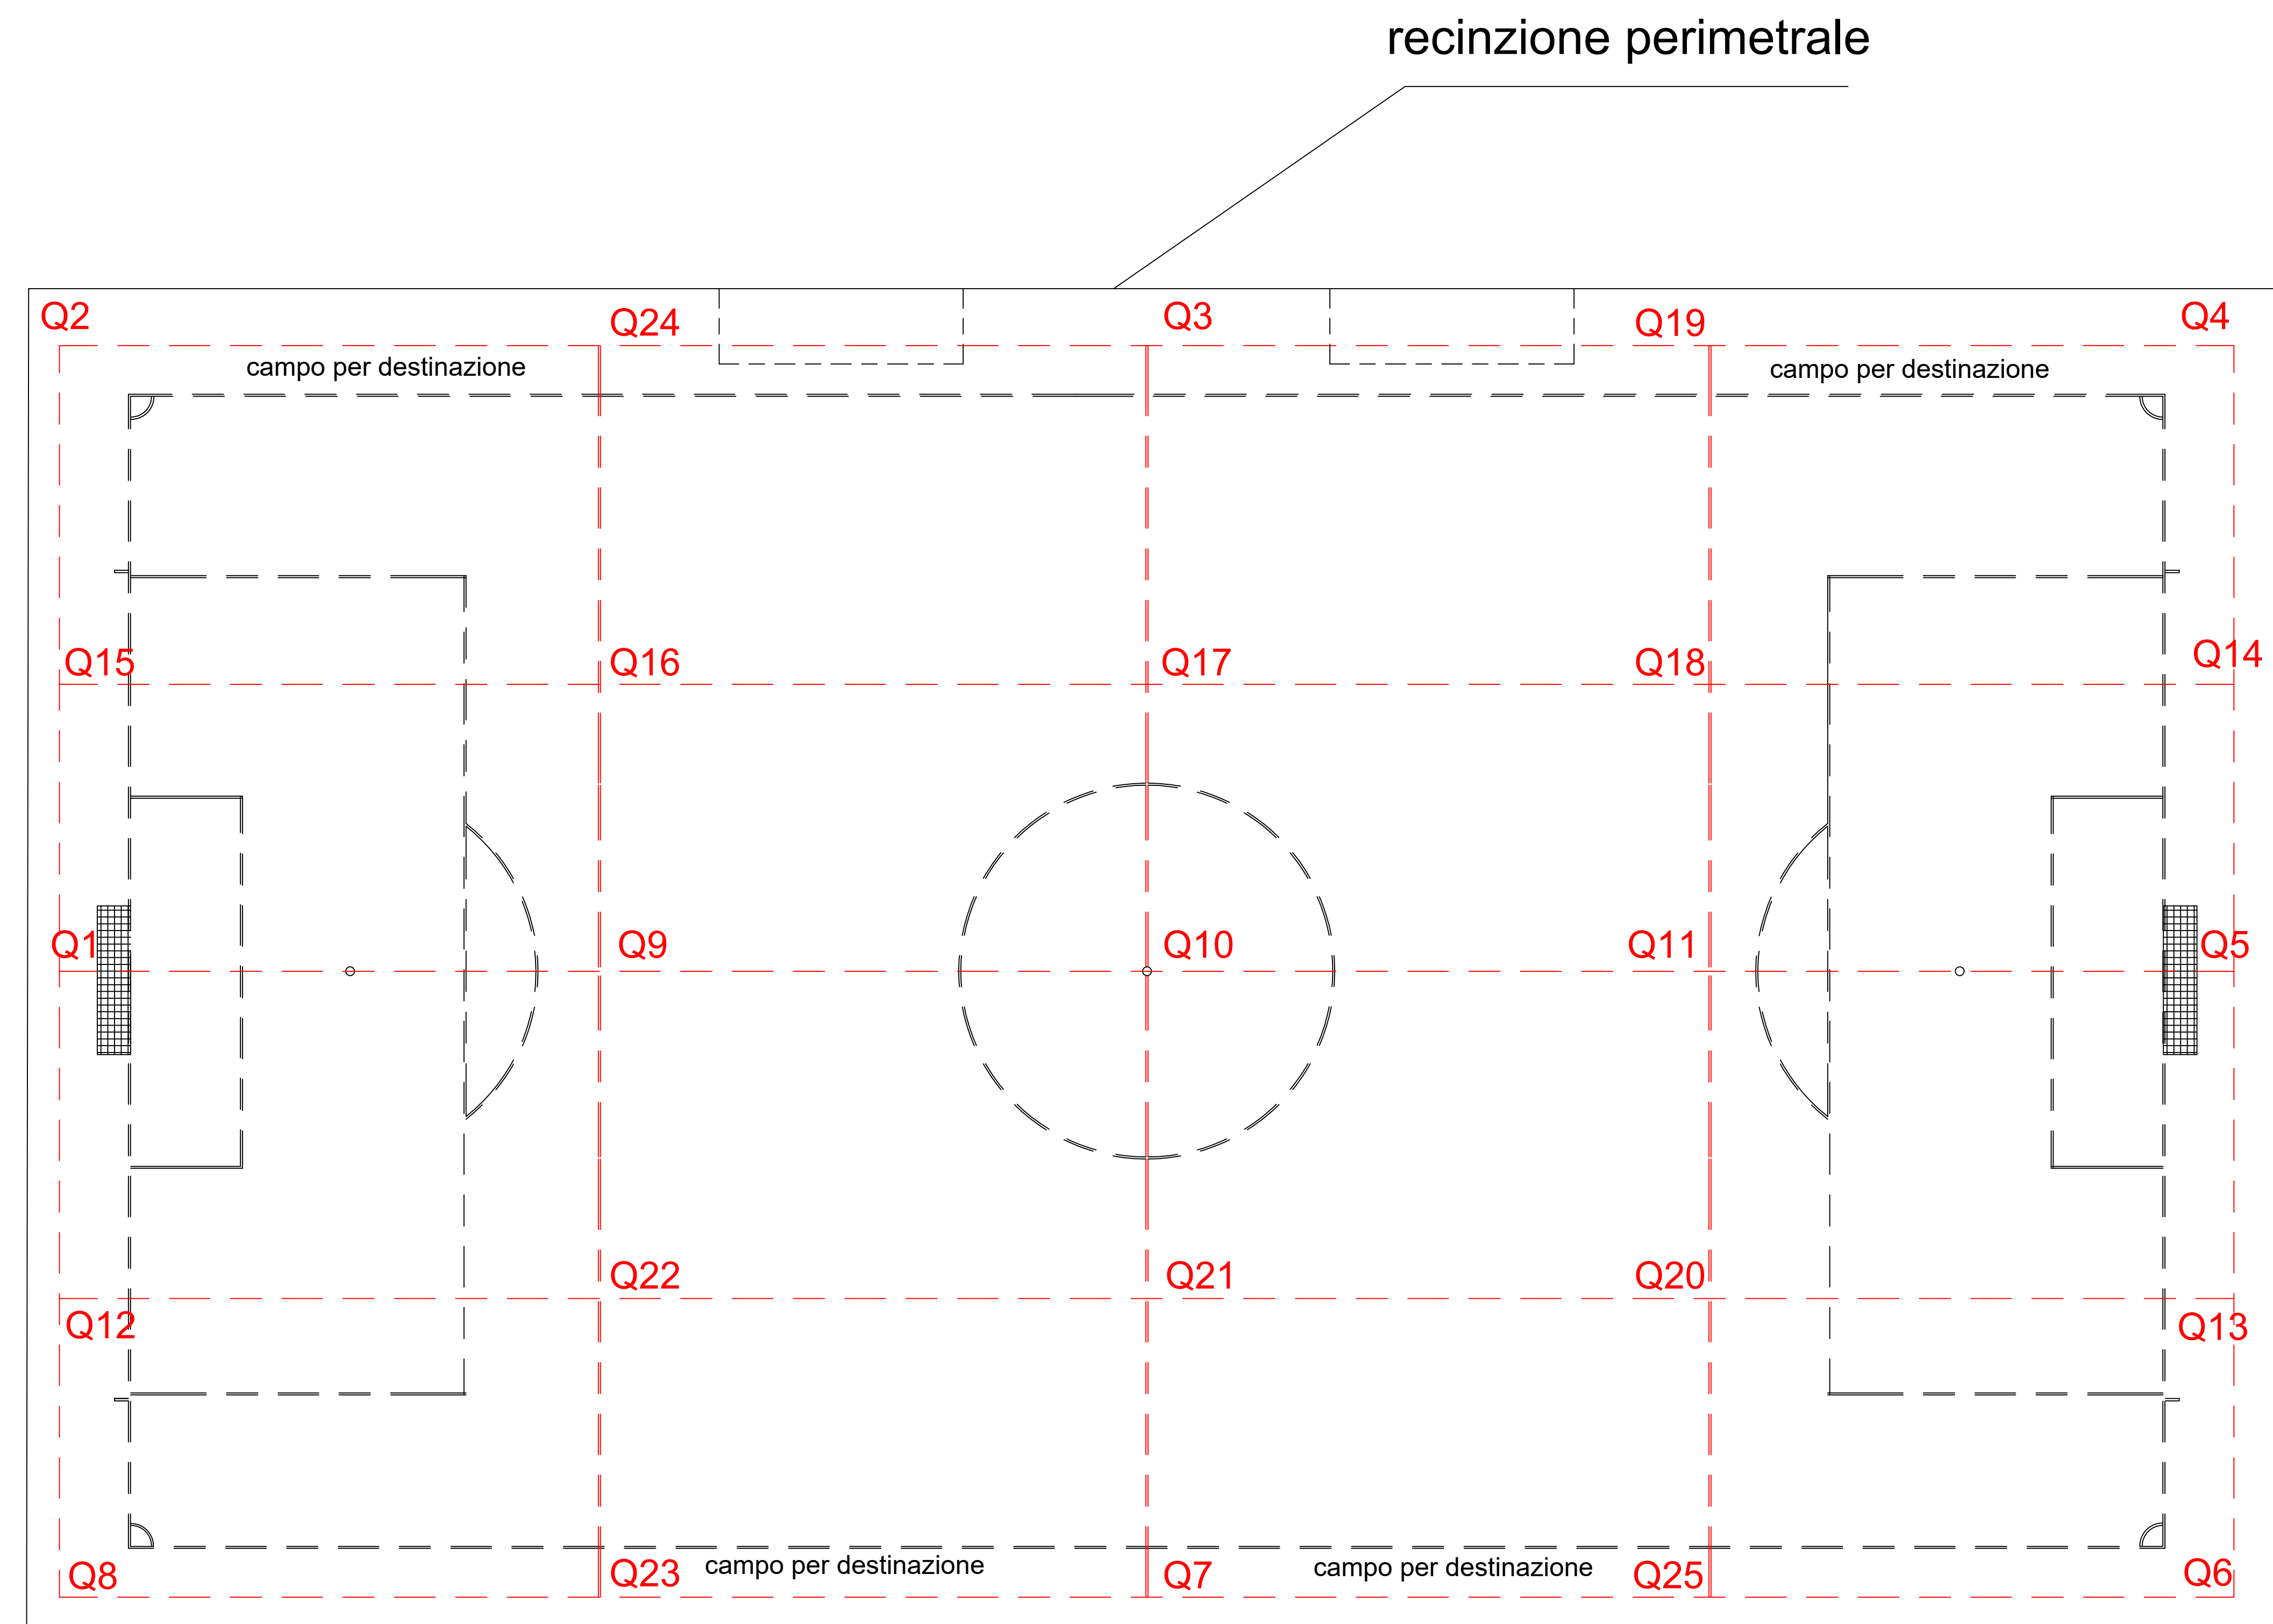 recinzione perimetrale
Q2
Q24
Q3
Q19
Q4
campo per destinazione
campo per destinazione
Q15
Q16
Q17
Q18
Q14
Q1
Q9
Q10
Q11
Q5
Q22
Q21
Q20
Q12
Q13
campo per destinazione
campo per destinazione
Q8
Q23
Q7
Q25
Q6